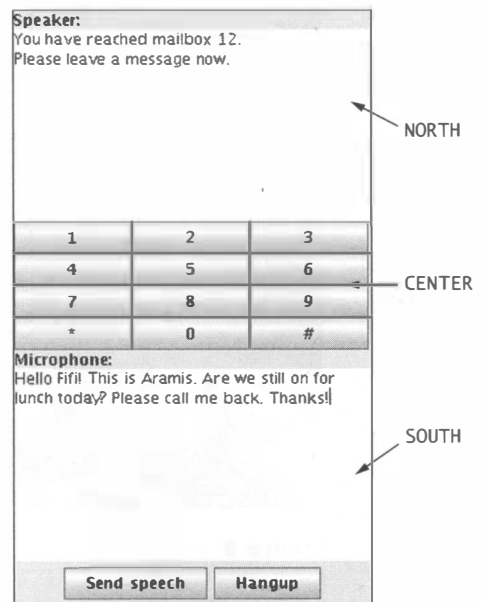 Speaker:
You have reached mailbox 12.
Please leave a message now.
NORTH
1 2 3
4 5 6
CENTER
7 8 9
* 0 #
Microphone:
Hello Fifi! This is Aramis. Are we still on for
lunch today? Please call me back. Thanks!
SOUTH
Send speech Hangup